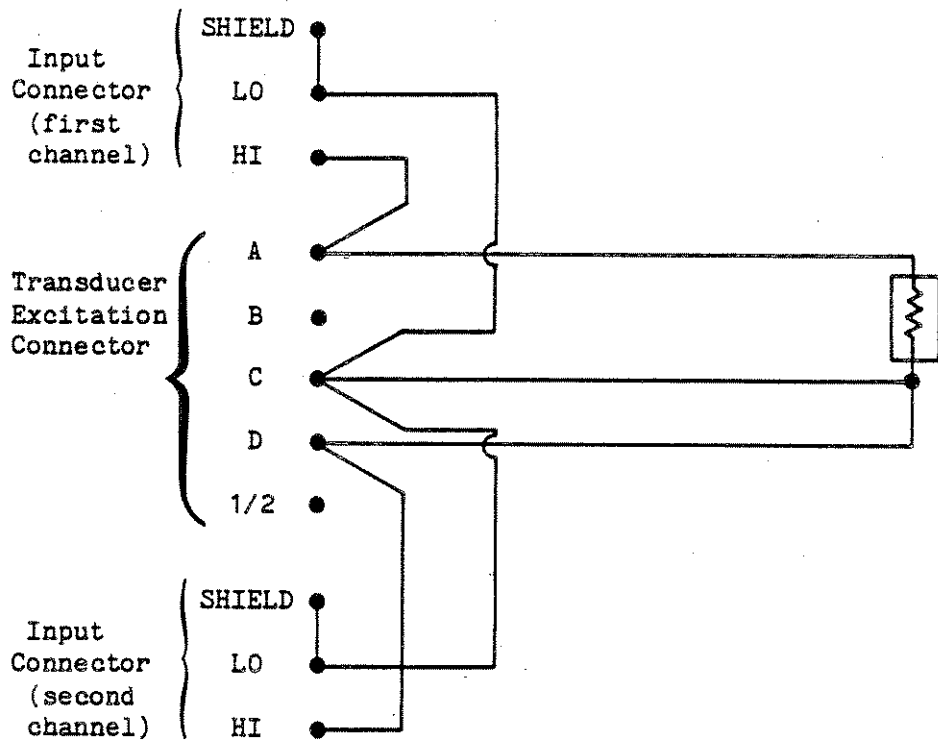 SHIELD
Input
Connector
(first
channel)
LO
HI
Transducer
Excitation
Connector
A
B
C
D
1/2
SHIELD
Input
Connector
(second
channel)
LO
HI